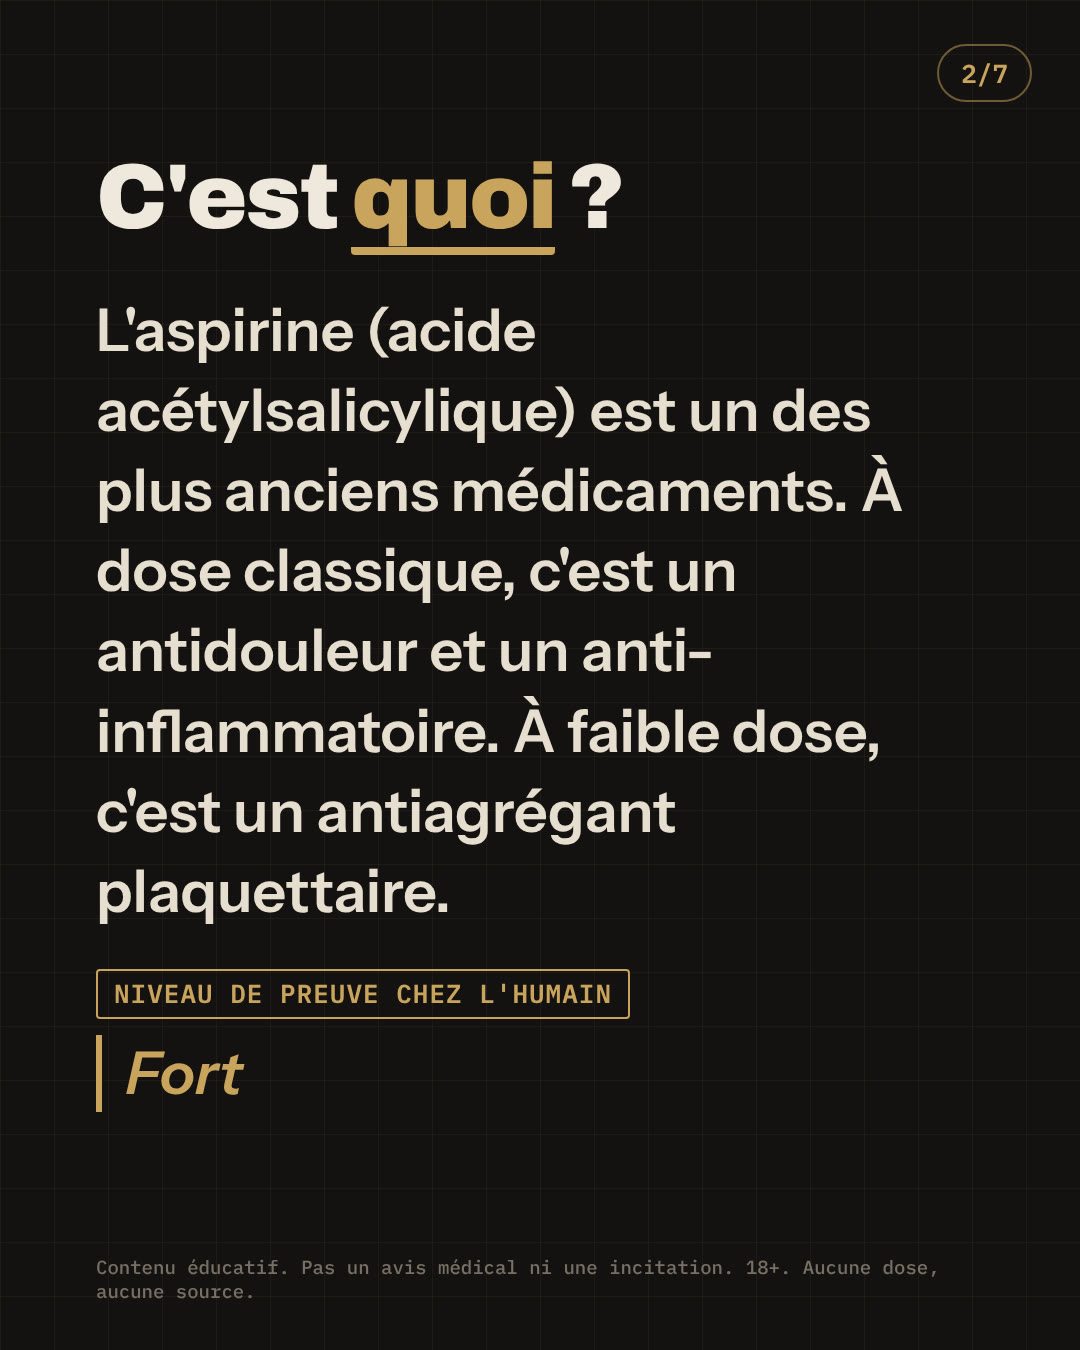 2/7
C'est quoi ?
L'aspirine (acide
acétylsalicylique) est un des
plus anciens médicaments. À
dose classique, c'est un
antidouleur et un anti-
inflammatoire. À faible dose,
c'est un antiagrégant
plaquettaire.
NIVEAU DE PREUVE CHEZ L'HUMAIN
Fort
Contenu éducatif. Pas un avis médical ni une incitation. 18+. Aucune dose,
aucune source.